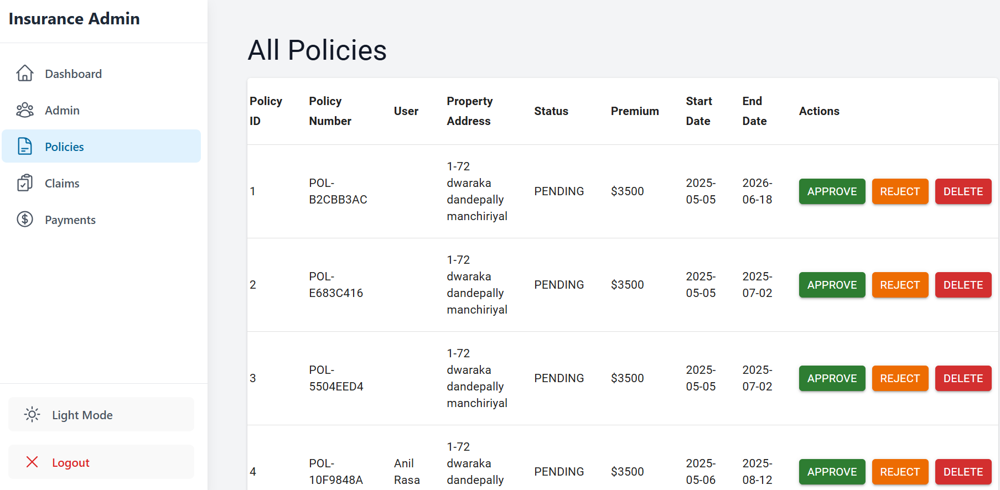 Insurance Admin
Dashboard
Admin
Policies
Claims
Payments
Light Mode
Logout
All Policies
Policy ID
Policy Number
User
Property Address
Status
Premium
Start Date
End Date
Actions
1
POL-
B2CBB3AC
1-72
dwaraka
dandepally
manchiriyal
PENDING
$3500
2025-
05-05
2026-
06-18
APPROVE
REJECT
DELETE
2
POL-
E683C416
1-72
dwaraka
dandepally
manchiriyal
PENDING
$3500
2025-
05-05
2025-
07-02
APPROVE
REJECT
DELETE
3
POL-
5504EED4
1-72
dwaraka
dandepally
manchiriyal
PENDING
$3500
2025-
05-05
2025-
07-02
APPROVE
REJECT
DELETE
4
POL-
10F9848A
Anil
Rasa
1-72
dwaraka
dandepally
PENDING
$3500
2025-
05-06
2025-
08-12
APPROVE
REJECT
DELETE